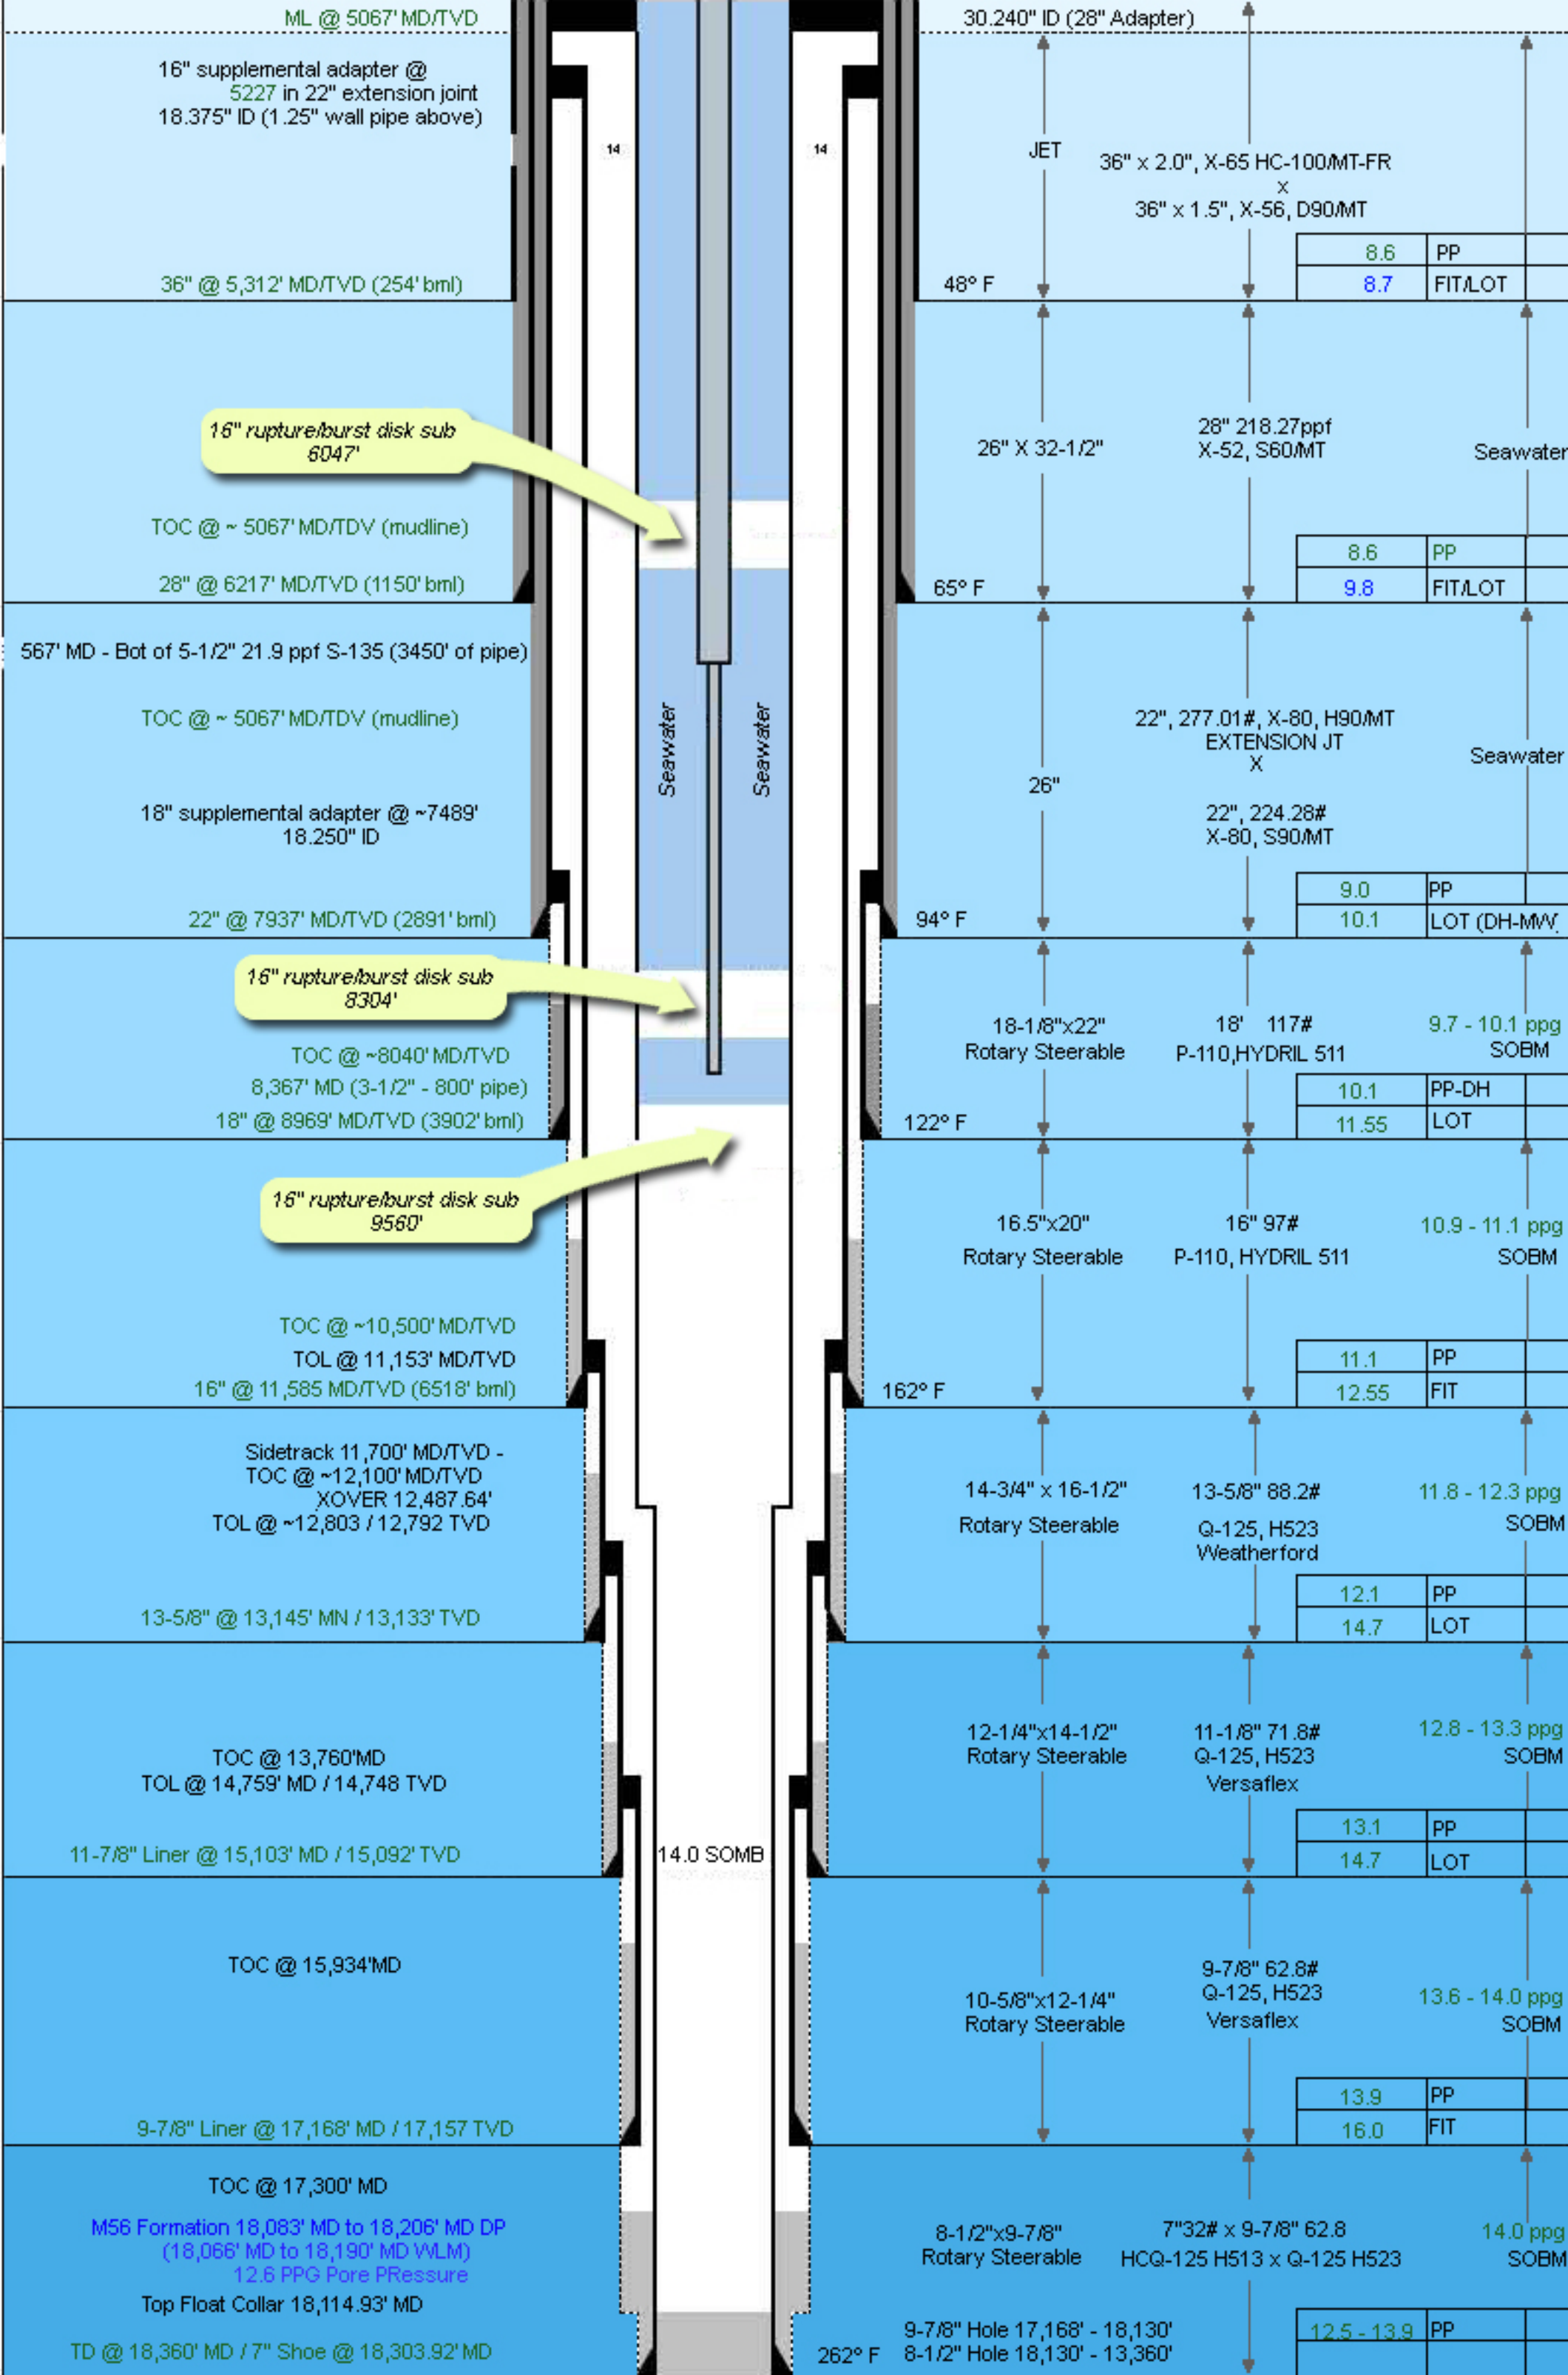 ML @ 5067' MD/TVD
30.240" ID (28" Adapter)
16" supplemental adapter @
5227 in 22" extension joint
18.375" ID (1.25" wall pipe above)
14
14
JET
36" x 2.0", X-65 HC-100/MT-FR
x
36" x 1.5", X-56, D90/MT
8.6 PP
8.7 FIT/LOT
36" @ 5,312' MD/TVD (254' bml)
48° F
16" rupture/burst disk sub
6047'
26" X 32-1/2"
28" 218.27ppf
X-52, S60/MT
Seawater
TOC @ ~ 5067' MD/TDV (mudline)
28" @ 6217' MD/TVD (1150' bml)
65° F
8.6 PP
9.8 FIT/LOT
567' MD - Bot of 5-1/2" 21.9 ppf S-135 (3450' of pipe)
TOC @ ~ 5067' MD/TDV (mudline)
Seawater
Seawater
22", 277.01#, X-80, H90/MT
EXTENSION JT
X
22", 224.28#
X-80, S90/MT
26"
Seawater
18" supplemental adapter @ ~7489'
18.250" ID
22" @ 7937' MD/TVD (2891' bml)
94° F
9.0 PP
10.1 LOT (DH-MW)
16" rupture/burst disk sub
8304'
18-1/8"x22"
Rotary Steerable
18' 117#
P-110,HYDRIL 511
9.7 - 10.1 ppg
SOBM
TOC @ ~8040' MD/TVD
8,367' MD (3-1/2" - 800' pipe)
18" @ 8969' MD/TVD (3902' bml)
122° F
10.1 PP-DH
11.55 LOT
16" rupture/burst disk sub
9560'
16.5"x20"
Rotary Steerable
16" 97#
P-110, HYDRIL 511
10.9 - 11.1 ppg
SOBM
TOC @ ~10,500' MD/TVD
TOL @ 11,153' MD/TVD
16" @ 11,585 MD/TVD (6518' bml)
162° F
11.1 PP
12.55 FIT
Sidetrack 11,700' MD/TVD -
TOC @ ~12,100' MD/TVD
XOVER 12,487.64'
TOL @ ~12,803 / 12,792 TVD
14-3/4" x 16-1/2"
Rotary Steerable
13-5/8" 88.2#
Q-125, H523
Weatherford
11.8 - 12.3 ppg
SOBM
13-5/8" @ 13,145' MN / 13,133' TVD
12.1 PP
14.7 LOT
12-1/4"x14-1/2"
Rotary Steerable
11-1/8" 71.8#
Q-125, H523
Versaflex
12.8 - 13.3 ppg
SOBM
TOC @ 13,760'MD
TOL @ 14,759' MD / 14,748 TVD
11-7/8" Liner @ 15,103' MD / 15,092' TVD
14.0 SOMB
13.1 PP
14.7 LOT
TOC @ 15,934'MD
10-5/8"x12-1/4"
Rotary Steerable
9-7/8" 62.8#
Q-125, H523
Versaflex
13.6 - 14.0 ppg
SOBM
9-7/8" Liner @ 17,168' MD / 17,157 TVD
13.9 PP
16.0 FIT
TOC @ 17,300' MD
M56 Formation 18,083' MD to 18,206' MD DP
(18,066' MD to 18,190' MD WLM)
12.6 PPG Pore PRessure
Top Float Collar 18,114.93' MD
TD @ 18,360' MD / 7" Shoe @ 18,303.92' MD
8-1/2"x9-7/8"
Rotary Steerable
7"32# x 9-7/8" 62.8
HCQ-125 H513 x Q-125 H523
14.0 ppg
SOBM
262° F
9-7/8" Hole 17,168' - 18,130'
8-1/2" Hole 18,130' - 13,360'
12.5 - 13.9 PP